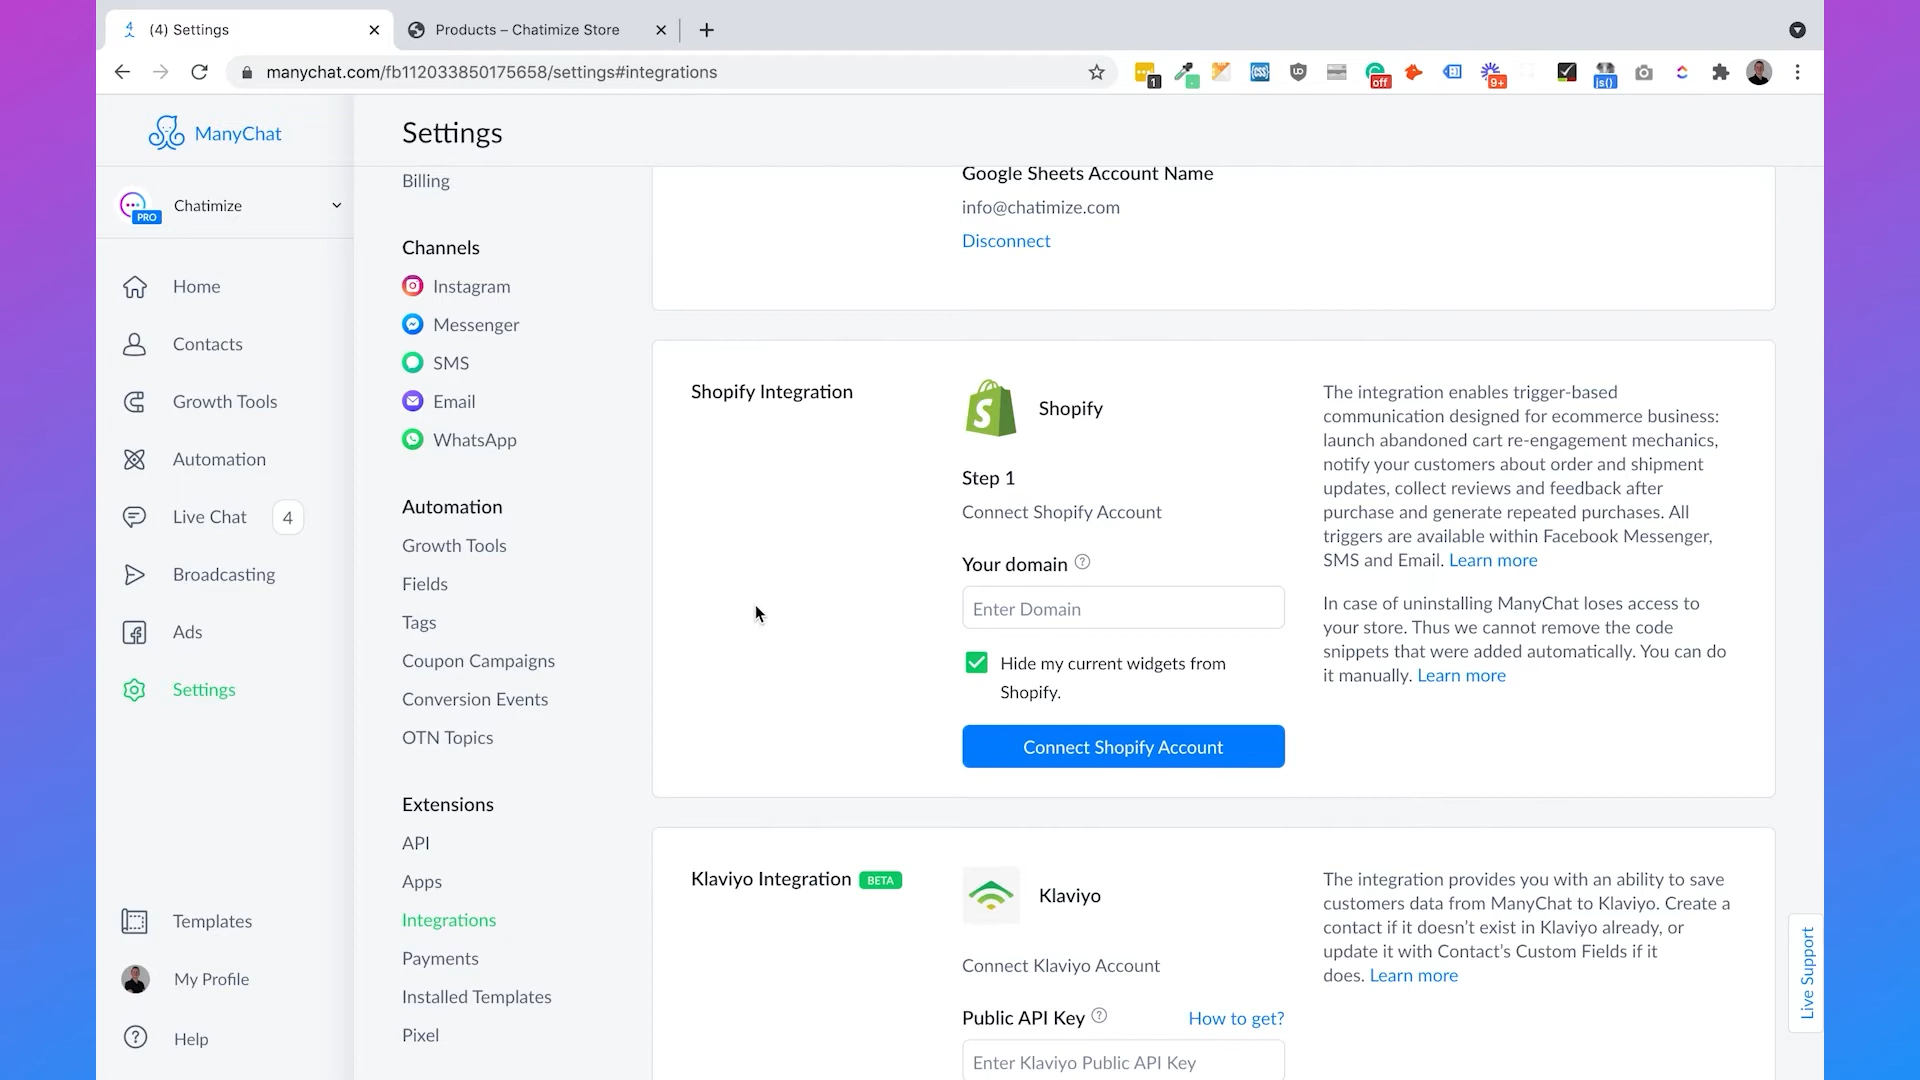 (4) Settings
Products – Chatimize Store
manychat.com/fb112033850175658/settings#integrations
1
off
9+
js()
ManyChat
Settings
PRO
Chatimize
Home
Contacts
Growth Tools
Automation
Live Chat
4
Broadcasting
Ads
Settings
Templates
My Profile
Help
Billing
Channels
Instagram
Messenger
SMS
Email
WhatsApp
Automation
Growth Tools
Fields
Tags
Coupon Campaigns
Conversion Events
OTN Topics
Extensions
API
Apps
Integrations
Payments
Installed Templates
Pixel
Google Sheets Account Name
info@chatimize.com
Disconnect
Shopify Integration
Shopify
Step 1
Connect Shopify Account
Your domain
Enter Domain
Hide my current widgets from
Shopify.
Connect Shopify Account
The integration enables trigger-based
communication designed for ecommerce business:
launch abandoned cart re-engagement mechanics,
notify your customers about order and shipment
updates, collect reviews and feedback after
purchase and generate repeated purchases. All
triggers are available within Facebook Messenger,
SMS and Email. Learn more
In case of uninstalling ManyChat loses access to
your store. Thus we cannot remove the code
snippets that were added automatically. You can do
it manually. Learn more
Klaviyo Integration BETA
Klaviyo
Connect Klaviyo Account
Public API Key
How to get?
Enter Klaviyo Public API Key
The integration provides you with an ability to save
customers data from ManyChat to Klaviyo. Create a
contact if it doesn't exist in Klaviyo already, or
update it with Contact's Custom Fields if it
does. Learn more
Live Support